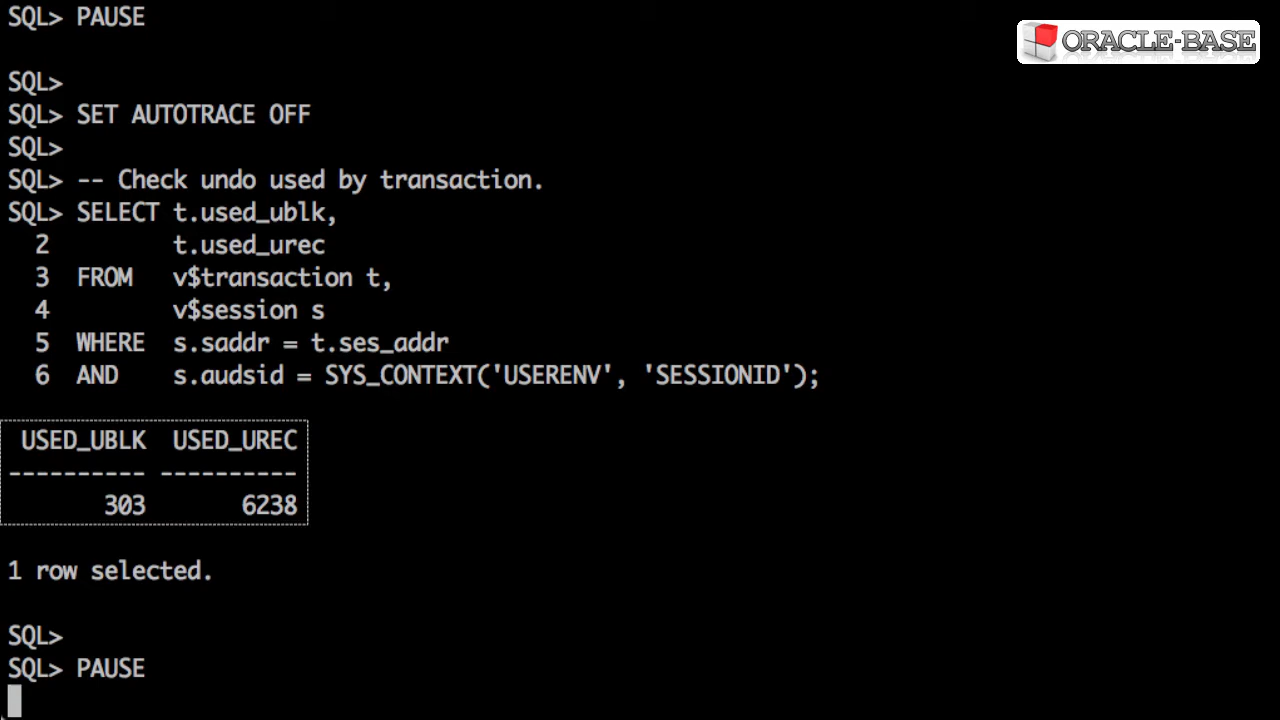 SQL> PAUSE
ORACLE-BASE
SQL>
SQL> SET AUTOTRACE OFF
SQL>
SQL> -- Check undo used by transaction.
SQL> SELECT t.used_ublk,
  2         t.used_urec
  3  FROM   v$transaction t,
  4         v$session s
  5  WHERE  s.saddr = t.ses_addr
  6  AND    s.audsid = SYS_CONTEXT('USERENV', 'SESSIONID');
 USED_UBLK  USED_UREC
---------- ----------
       303       6238
1 row selected.
SQL>
SQL> PAUSE